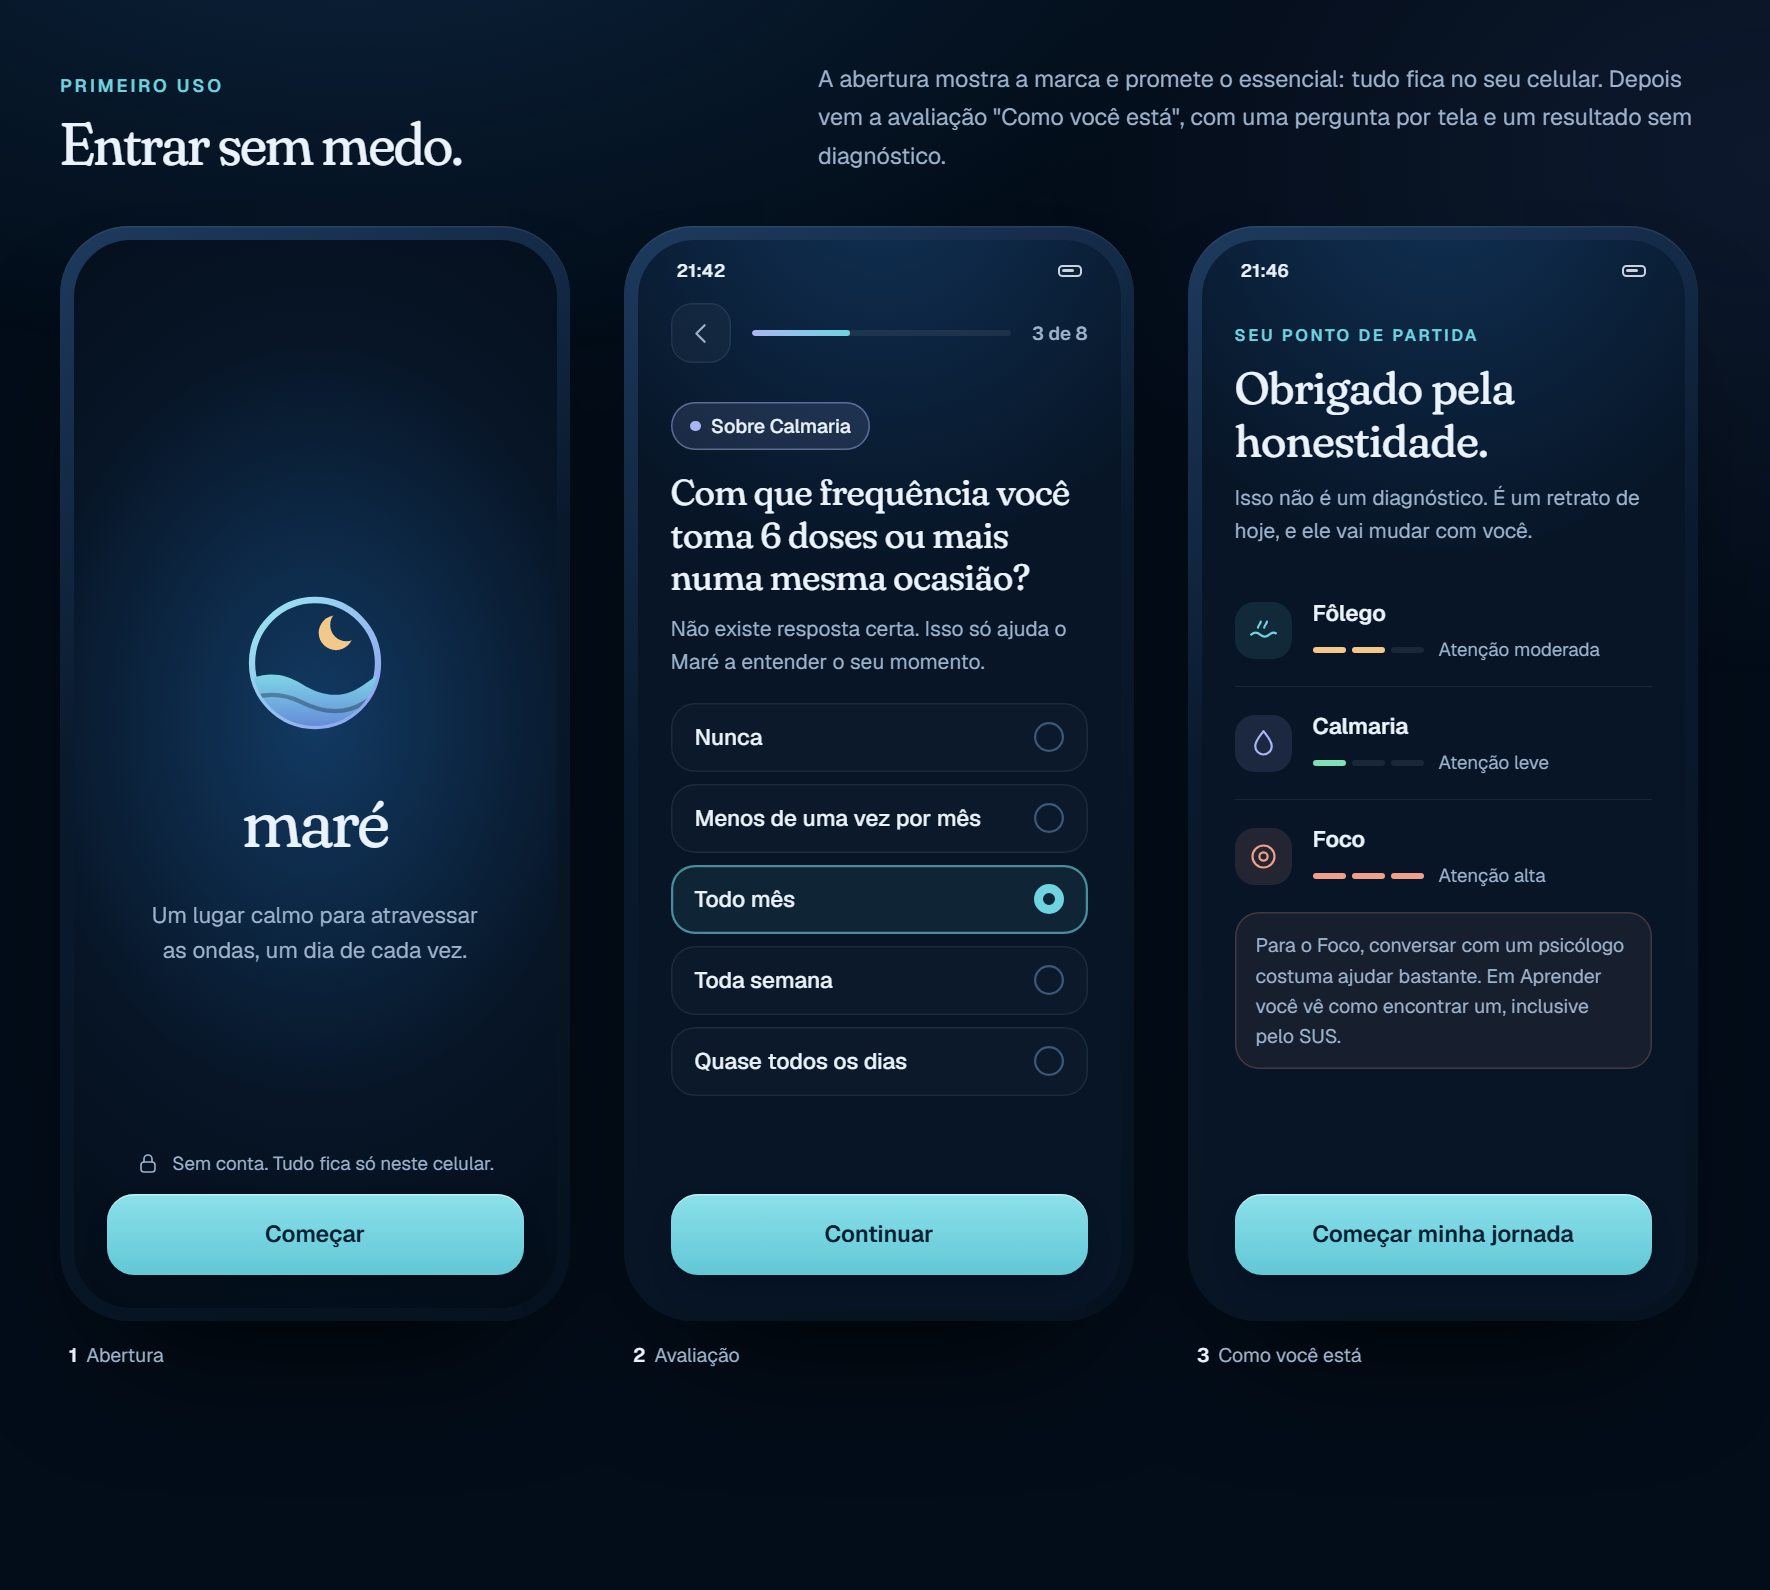 PRIMEIRO USO
Entrar sem medo.
A abertura mostra a marca e promete o essencial: tudo fica no seu celular. Depois
vem a avaliação "Como você está", com uma pergunta por tela e um resultado sem
diagnóstico.
maré
Um lugar calmo para atravessar
as ondas, um dia de cada vez.
Sem conta. Tudo fica só neste celular.
Começar
1 Abertura
21:42
3 de 8
Sobre Calmaria
Com que frequência você
toma 6 doses ou mais
numa mesma ocasião?
Não existe resposta certa. Isso só ajuda o
Maré a entender o seu momento.
Nunca
Menos de uma vez por mês
Todo mês
Toda semana
Quase todos os dias
Continuar
2 Avaliação
21:46
SEU PONTO DE PARTIDA
Obrigado pela
honestidade.
Isso não é um diagnóstico. É um retrato de
hoje, e ele vai mudar com você.
Fôlego
Atenção moderada
Calmaria
Atenção leve
Foco
Atenção alta
Para o Foco, conversar com um psicólogo
costuma ajudar bastante. Em Aprender
você vê como encontrar um, inclusive
pelo SUS.
Começar minha jornada
3 Como você está